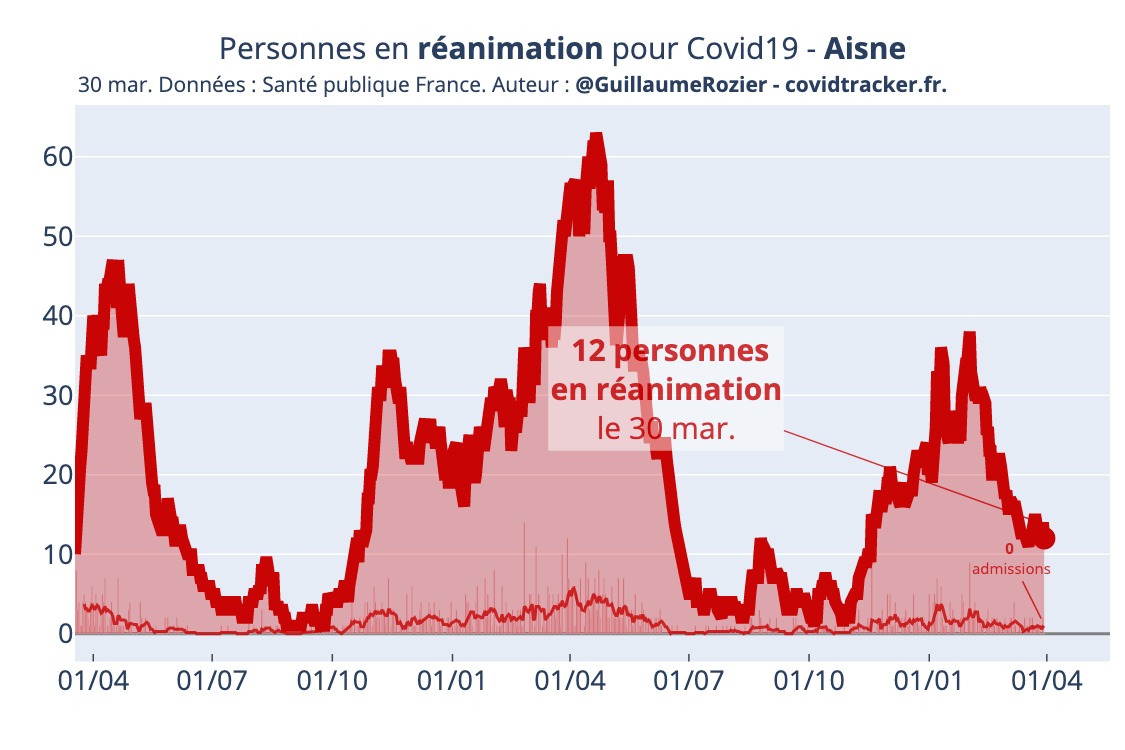 Personnes en réanimation pour Covid19 - Aisne
30 mar. Données : Santé publique France. Auteur : @GuillaumeRozier - covidtracker.fr.
60
50
40
30
20
10
0
12 personnes
en réanimation
le 30 mar.
0
admissions
01/04 01/07 01/10 01/01 01/04 01/07 01/10 01/01 01/04